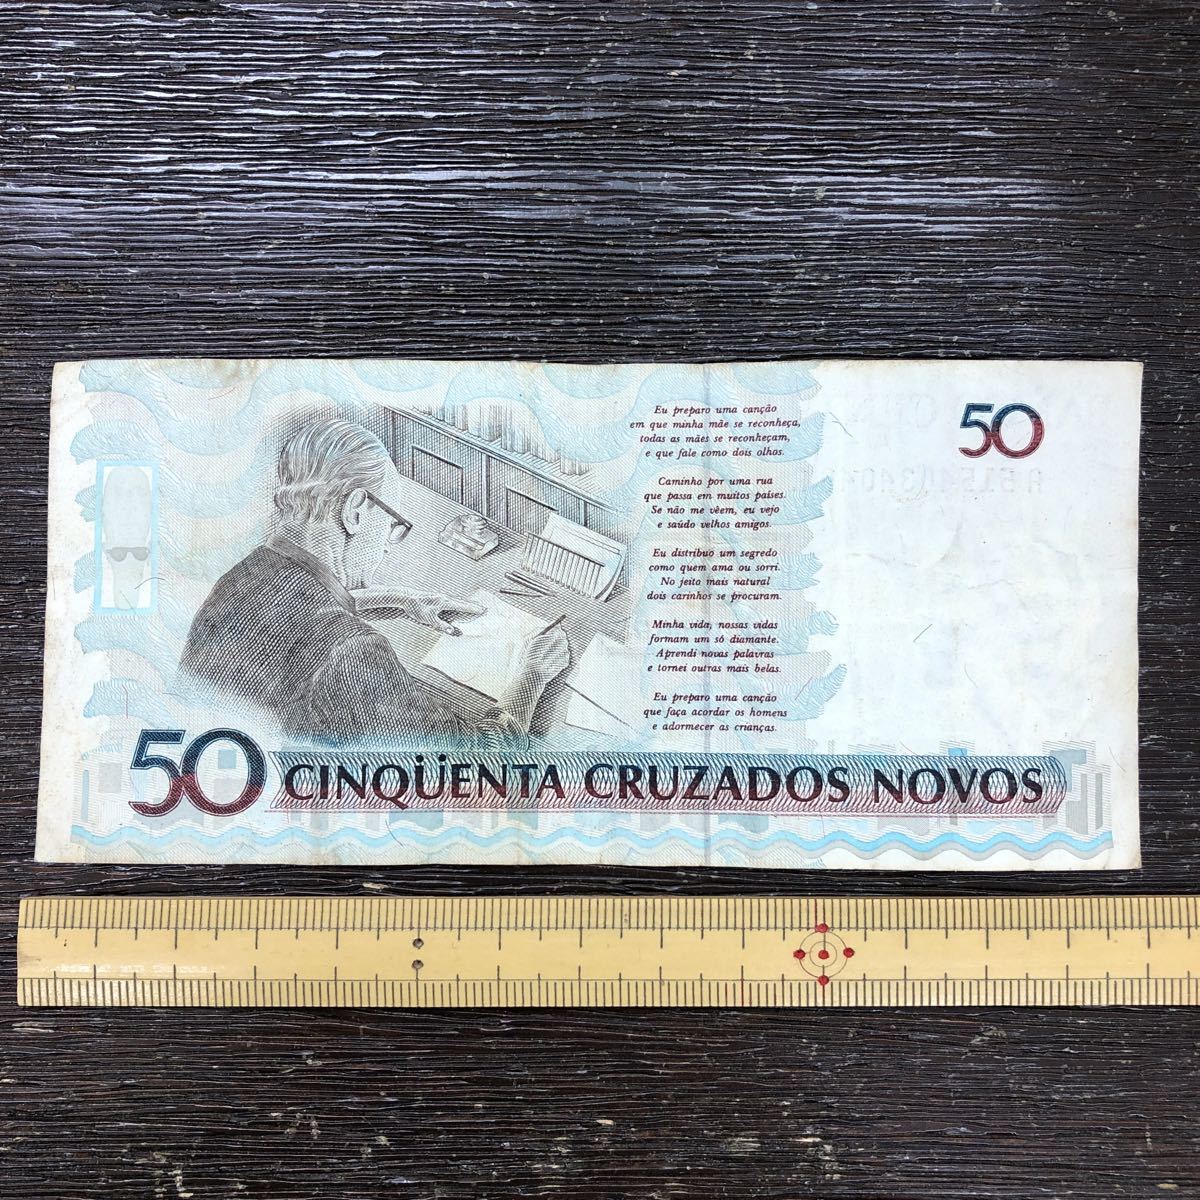 Eu preparo uma canção
em que minha mãe se reconheça,
todas as mães se reconheçam,
e que fale como dois olhos.
Caminho por uma rua
que passa em muitos países.
Se não me vêem, eu vejo
e saúdo velhos amigos.
Eu distribuo um segredo
como quem ama ou sorri.
No jeito mais natural
dois carinhos se procuram.
Minha vida, nossas vidas
formam um só diamante.
Aprendi novas palavras
e tornei outras mais belas.
Eu preparo uma canção
que faça acordar os homens
e adormecer as crianças.
50
50 CINQÜENTA CRUZADOS NOVOS